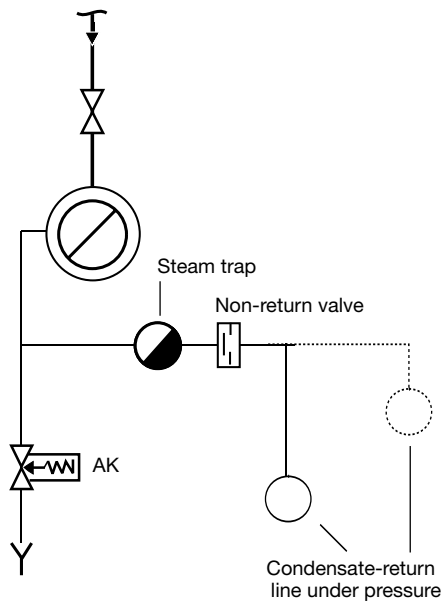 Steam trap
Non-return valve
AK
Condensate-return
line under pressure